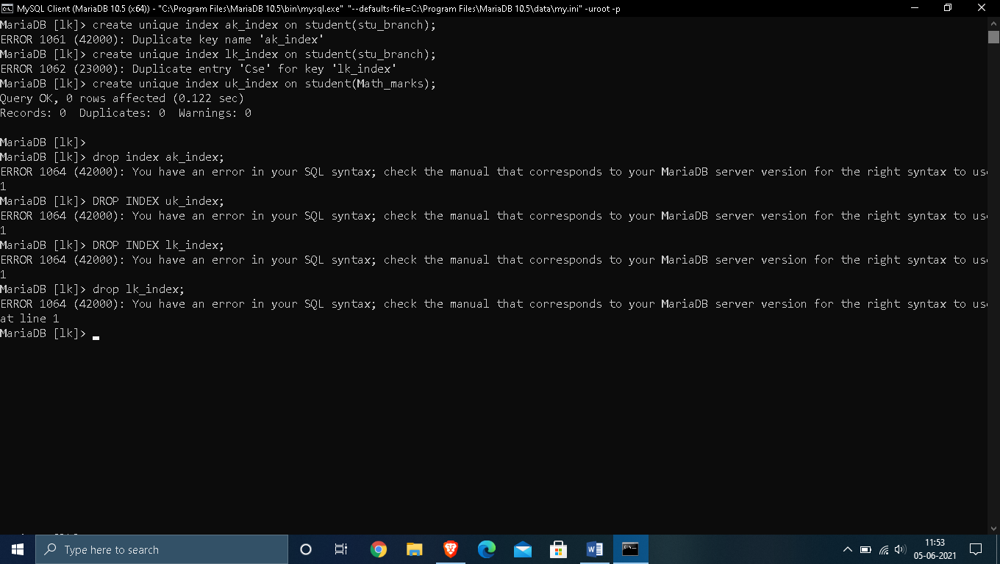 MySQL Client (MariaDB 10.5 (x64)) - "C:\Program Files\MariaDB 10.5\bin\mysql.exe" "--defaults-file=C:\Program Files\MariaDB 10.5\data\my.ini" -uroot -p
MariaDB [lk]> create unique index ak_index on student(stu_branch);
ERROR 1061 (42000): Duplicate key name 'ak_index'
MariaDB [lk]> create unique index lk_index on student(stu_branch);
ERROR 1062 (23000): Duplicate entry 'Cse' for key 'lk_index'
MariaDB [lk]> create unique index uk_index on student(Math_marks);
Query OK, 0 rows affected (0.122 sec)
Records: 0  Duplicates: 0  Warnings: 0
MariaDB [lk]>
MariaDB [lk]> drop index ak_index;
ERROR 1064 (42000): You have an error in your SQL syntax; check the manual that corresponds to your MariaDB server version for the right syntax to us
1
MariaDB [lk]> DROP INDEX uk_index;
ERROR 1064 (42000): You have an error in your SQL syntax; check the manual that corresponds to your MariaDB server version for the right syntax to us
1
MariaDB [lk]> DROP INDEX lk_index;
ERROR 1064 (42000): You have an error in your SQL syntax; check the manual that corresponds to your MariaDB server version for the right syntax to us
1
MariaDB [lk]> drop lk_index;
ERROR 1064 (42000): You have an error in your SQL syntax; check the manual that corresponds to your MariaDB server version for the right syntax to us
at line 1
MariaDB [lk]>
Type here to search
11:53
05-06-2021